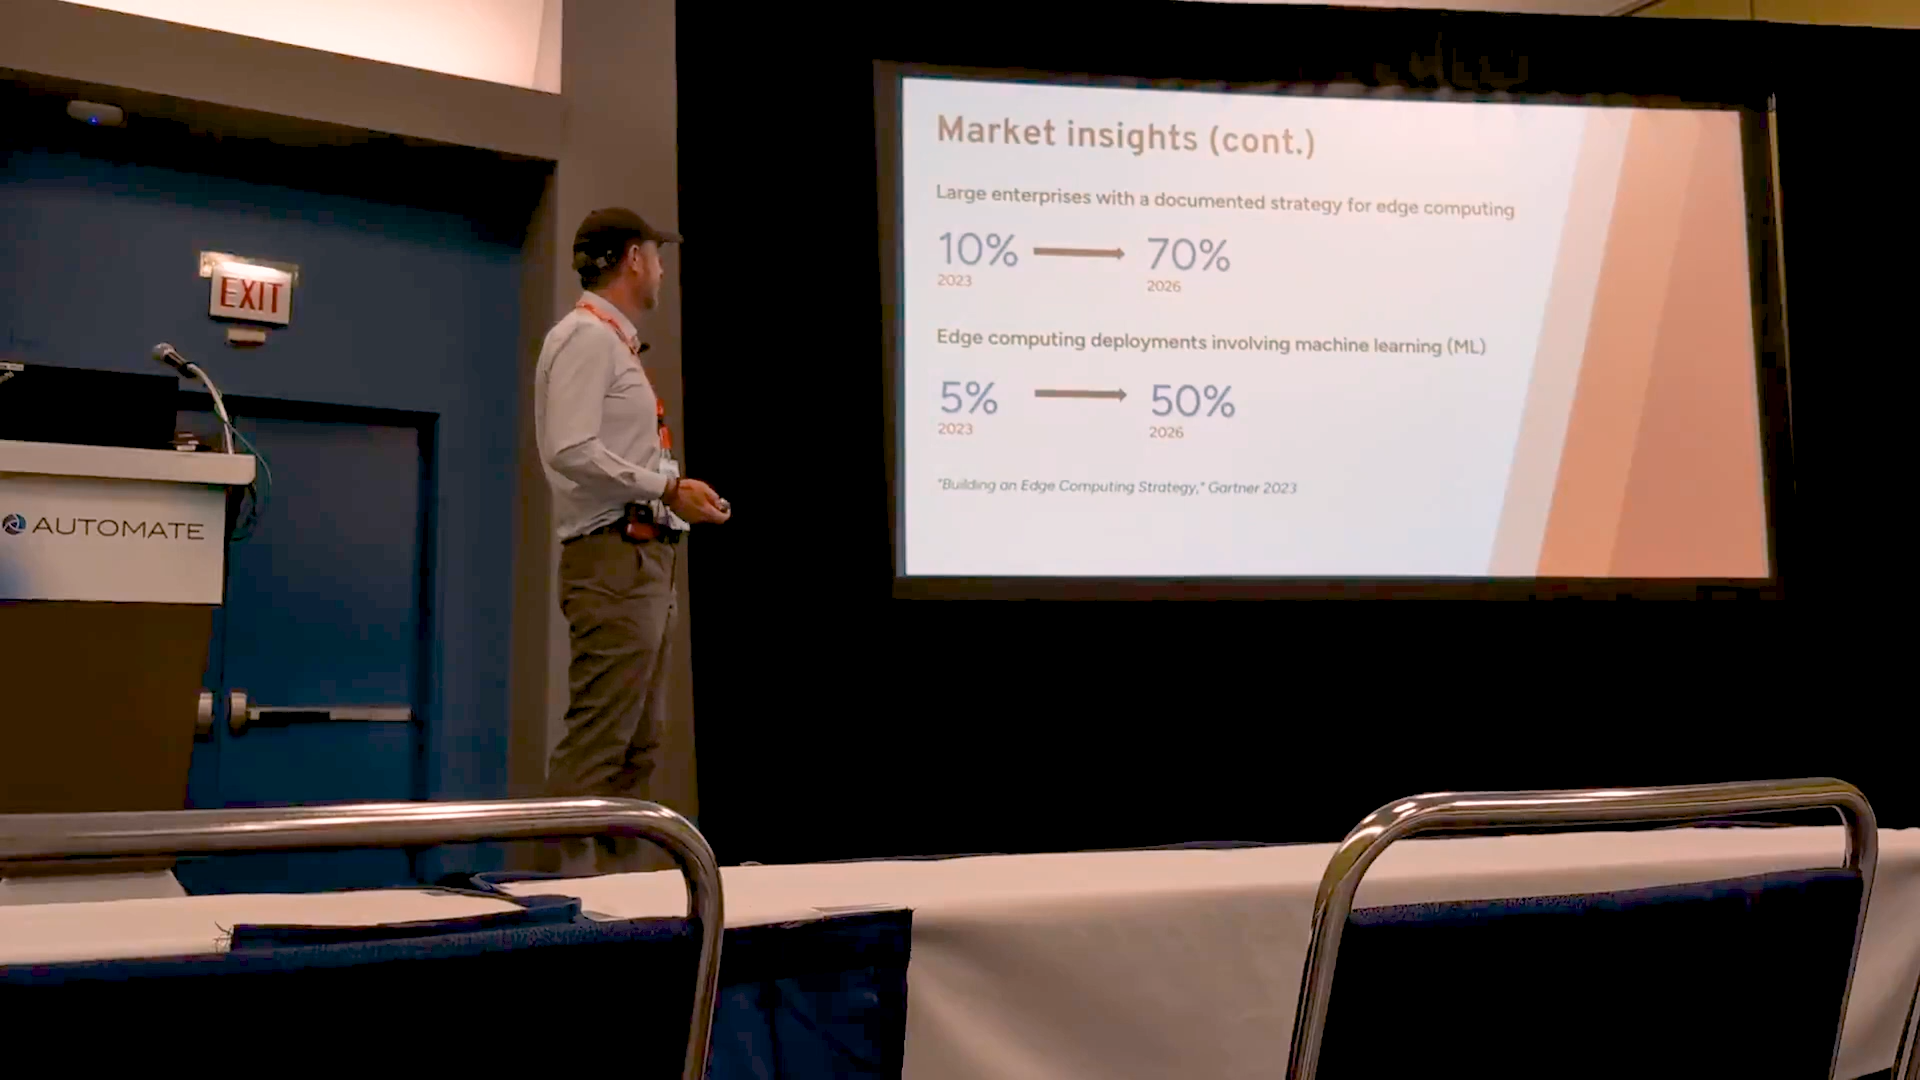 Market insights (cont.)
Large enterprises with a documented strategy for edge computing
10% 70%
2023 2026
Edge computing deployments involving machine learning (ML)
5% 50%
2023 2026
"Building an Edge Computing Strategy," Gartner 2023
EXIT
AUTOMATE